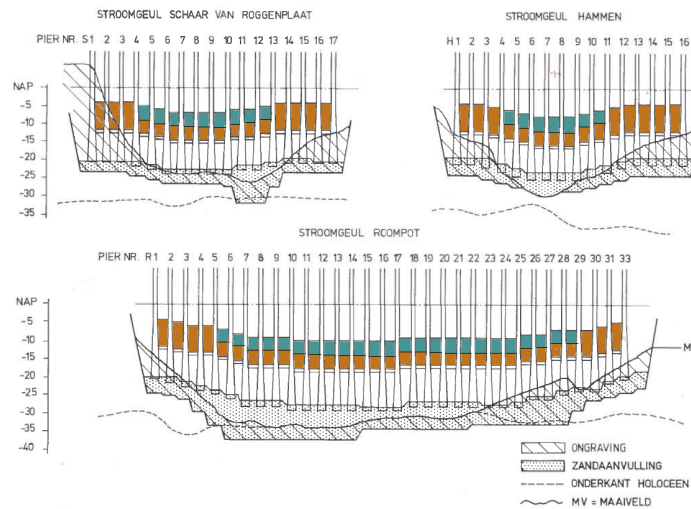 STROOMGEUL SCHAAR VAN ROGGENPLAAT
PIER NR. S1 2 3 4 5 6 7 8 9 10 11 12 13 14 15 16 17
NAP
-5
-10
-15
-20
-25
-30
-35
STROOMGEUL HAMMEN
H 1 2 3 4 5 6 7 8 9 10 11 12 13 14 15 16
STROOMGEUL ROOMPOT
PIER NR. R1 2 3 4 5 6 7 8 9 10 11 12 13 14 15 16 17 18 19 20 21 22 23 24 25 26 27 28 29 30 31 33
NAP
-5
-10
-15
-20
-25
-30
-35
-40
M
ONGRAVING
ZANDAANVULLING
ONDERKANT HOLOCEEN
MV = MAAIVELD